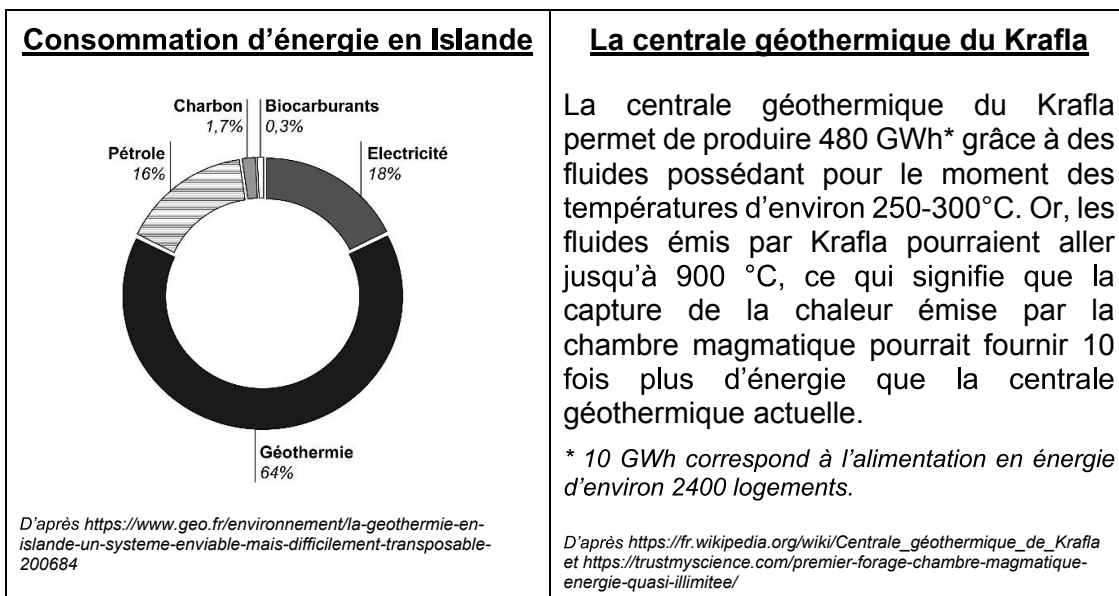 Consommation d’énergie en Islande
Charbon
1,7%
Biocarburants
0,3%
Pétrole
16%
Electricité
18%
Géothermie
64%
D’après https://www.geo.fr/environnement/la-geothermie-en-
islande-un-systeme-enviable-mais-difficilement-transposable-
200684
La centrale géothermique du Krafla
La centrale géothermique du Krafla
permet de produire 480 GWh* grâce à des
fluides possédant pour le moment des
températures d’environ 250-300°C. Or, les
fluides émis par Krafla pourraient aller
jusqu’à 900 °C, ce qui signifie que la
capture de la chaleur émise par la
chambre magmatique pourrait fournir 10
fois plus d’énergie que la centrale
géothermique actuelle.
* 10 GWh correspond à l’alimentation en énergie
d’environ 2400 logements.
D’après https://fr.wikipedia.org/wiki/Centrale_géothermique_de_Krafla
et https://trustmyscience.com/premier-forage-chambre-magmatique-
energie-quasi-illimitee/